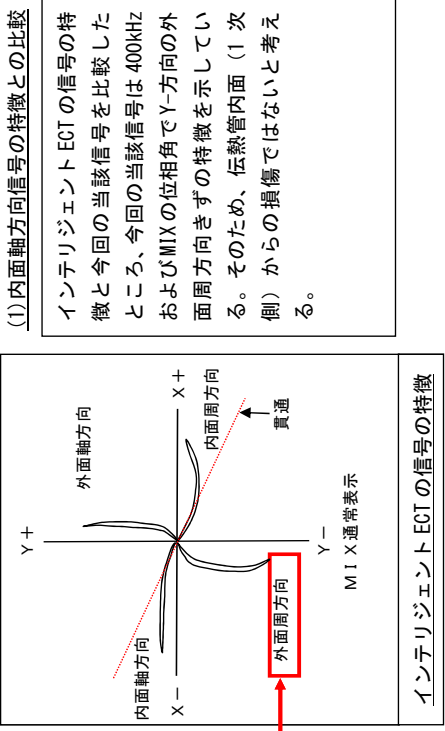 (1)内面軸方向信号の特徴との比較
インテリジェントECTの信号の特
徴と今回の当該信号を比較した
ところ、今回の当該信号は400kHz
およびMIXの位相角でY-方向の外
面周方向きずの特徴を示してい
る。そのため、伝熱管内面（1次
側）からの損傷ではないと考え
る。
Y＋
外面軸方向
内面軸方向
X－
X＋
内面周方向
貫通
外面周方向
Y－
ＭＩＸ通常表示
インテリジェントECTの信号の特徴